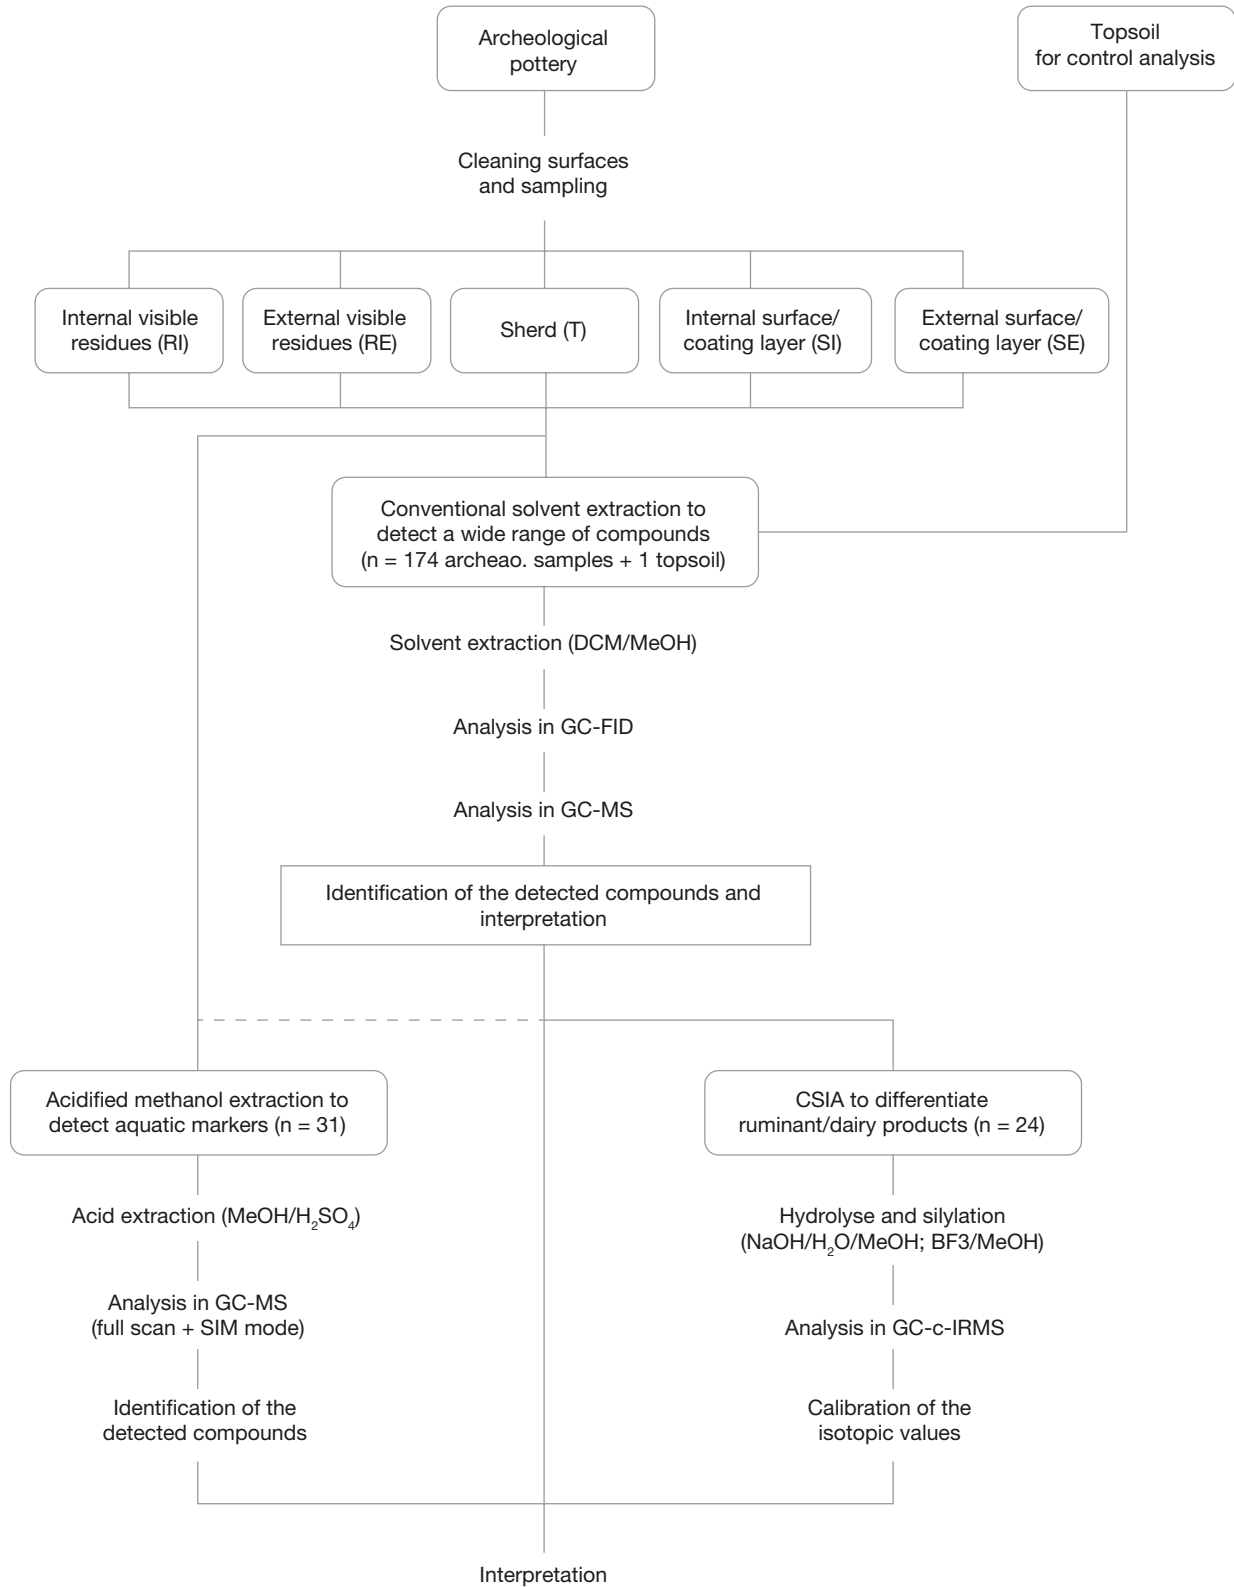 Archeological
pottery
Topsoil
for control analysis
Cleaning surfaces
and sampling
Internal visible
residues (RI)
External visible
residues (RE)
Sherd (T)
Internal surface/
coating layer (SI)
External surface/
coating layer (SE)
Conventional solvent extraction to
detect a wide range of compounds
(n = 174 archeao. samples + 1 topsoil)
Solvent extraction (DCM/MeOH)
Analysis in GC-FID
Analysis in GC-MS
Identification of the detected compounds and
interpretation
Acidified methanol extraction to
detect aquatic markers (n = 31)
Acid extraction (MeOH/H₂SO₄)
Analysis in GC-MS
(full scan + SIM mode)
Identification of the
detected compounds
CSIA to differentiate
ruminant/dairy products (n = 24)
Hydrolyse and silylation
(NaOH/H₂O/MeOH; BF3/MeOH)
Analysis in GC-c-IRMS
Calibration of the
isotopic values
Interpretation